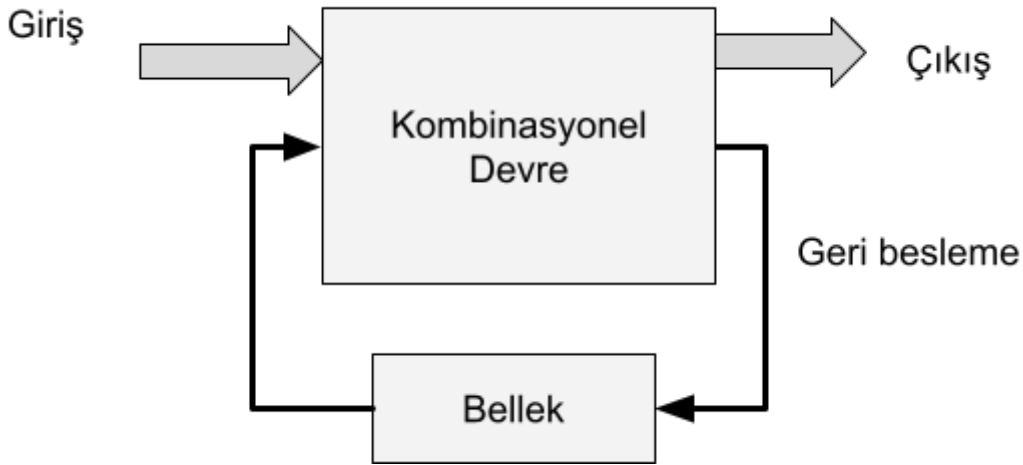 Giriş
Çıkış
Kombinasyonel
Devre
Geri besleme
Bellek